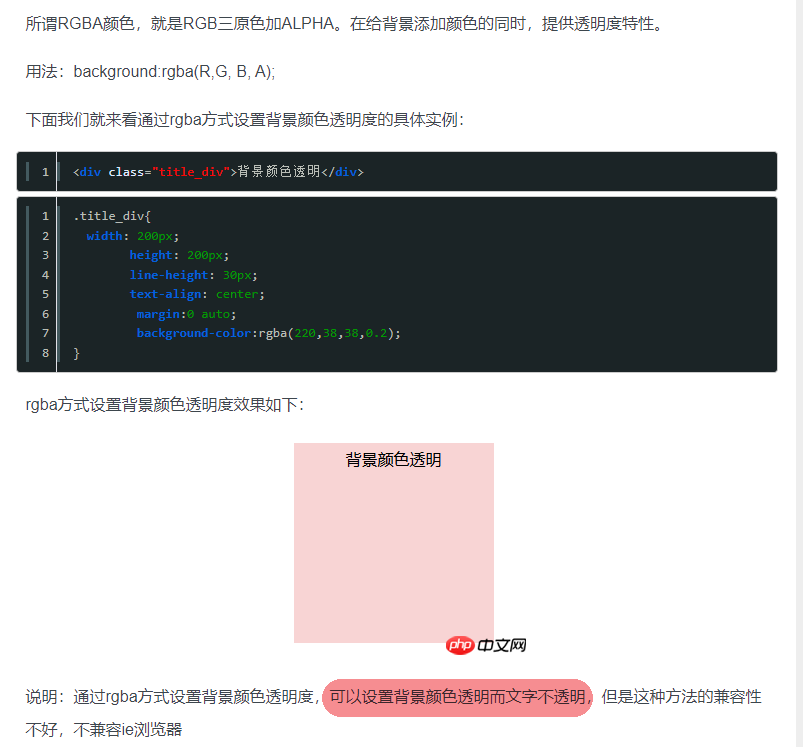 所谓RGBA颜色，就是RGB三原色加ALPHA。在给背景添加颜色的同时，提供透明度特性。
用法：background:rgba(R,G, B, A);
下面我们就来看通过rgba方式设置背景颜色透明度的具体实例：
1 <div class="title_div">背景颜色透明</div>
1 .title_div{
2 width: 200px;
3 height: 200px;
4 line-height: 30px;
5 text-align: center;
6 margin:0 auto;
7 background-color:rgba(220,38,38,0.2);
8 }
rgba方式设置背景颜色透明度效果如下：
背景颜色透明
php 中文网
说明：通过rgba方式设置背景颜色透明度，可以设置背景颜色透明而文字不透明，但是这种方法的兼容性
不好，不兼容ie浏览器